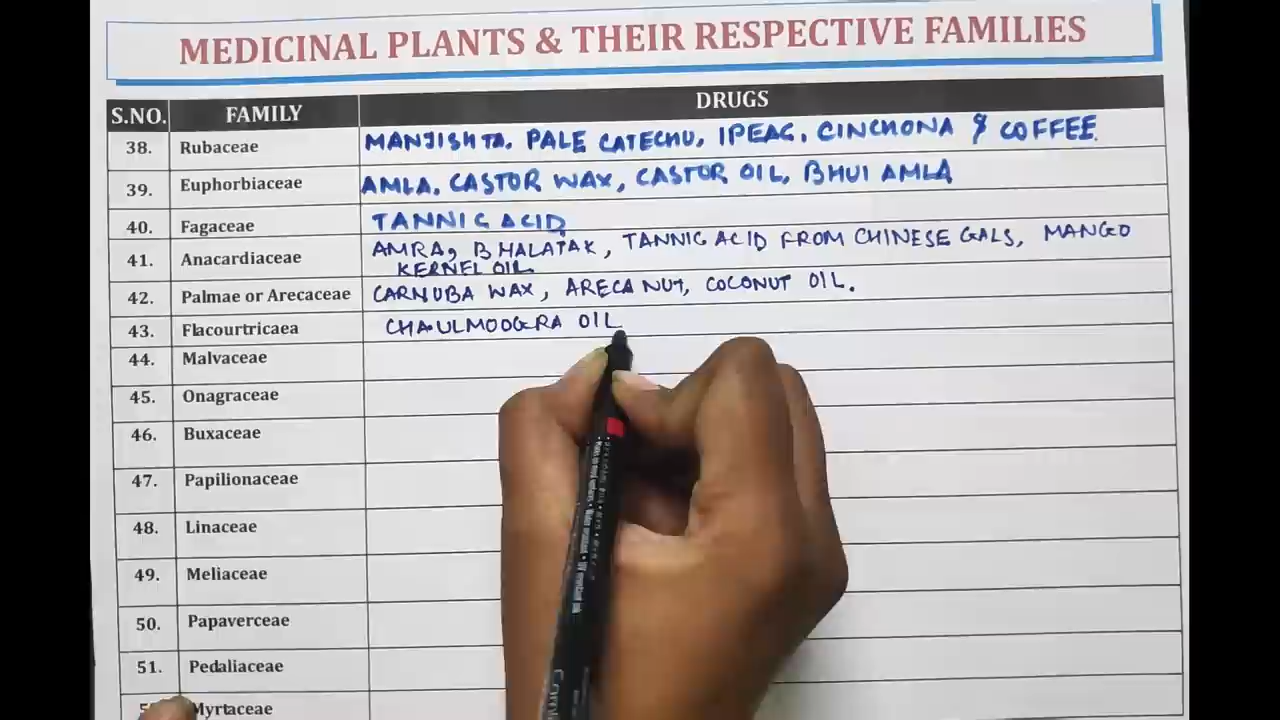 MEDICINAL PLANTS & THEIR RESPECTIVE FAMILIES
S.NO. FAMILY DRUGS
38. Rubaceae MANJISHTA, PALE CATECHU, IPEAC, CINCHONA & COFFEE
39. Euphorbiaceae AMLA, CASTOR WAX, CASTOR OIL, BHUI AMLA
40. Fagaceae TANNIC ACID
41. Anacardiaceae AMRA, BHALATAK, TANNIC ACID FROM CHINESE GALS, MANGO
KERNEL OIL
42. Palmae or Arecaceae CARNUBA WAX, ARECA NUT, COCONUT OIL.
43. Flacourtricaea CHAULMOOGRA OIL
44. Malvaceae
45. Onagraceae
46. Buxaceae
47. Papilionaceae
48. Linaceae
49. Meliaceae
50. Papaverceae
51. Pedaliaceae
Myrtaceae